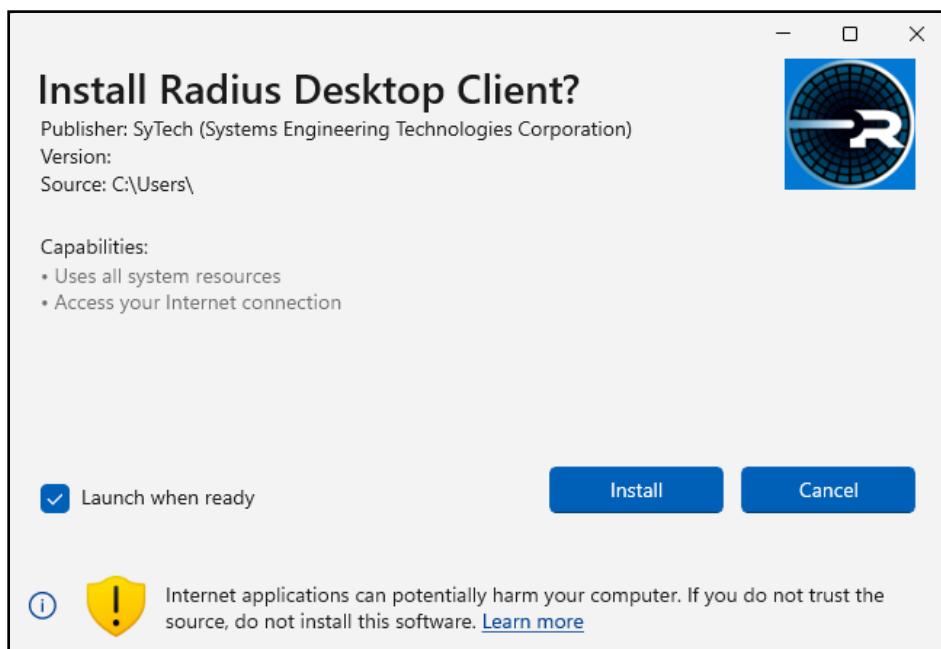 Install Radius Desktop Client?
Publisher: SyTech (Systems Engineering Technologies Corporation)
Version:
Source: C:\Users\
R
Capabilities:
• Uses all system resources
• Access your Internet connection
Launch when ready
Install
Cancel
Internet applications can potentially harm your computer. If you do not trust the
source, do not install this software. Learn more